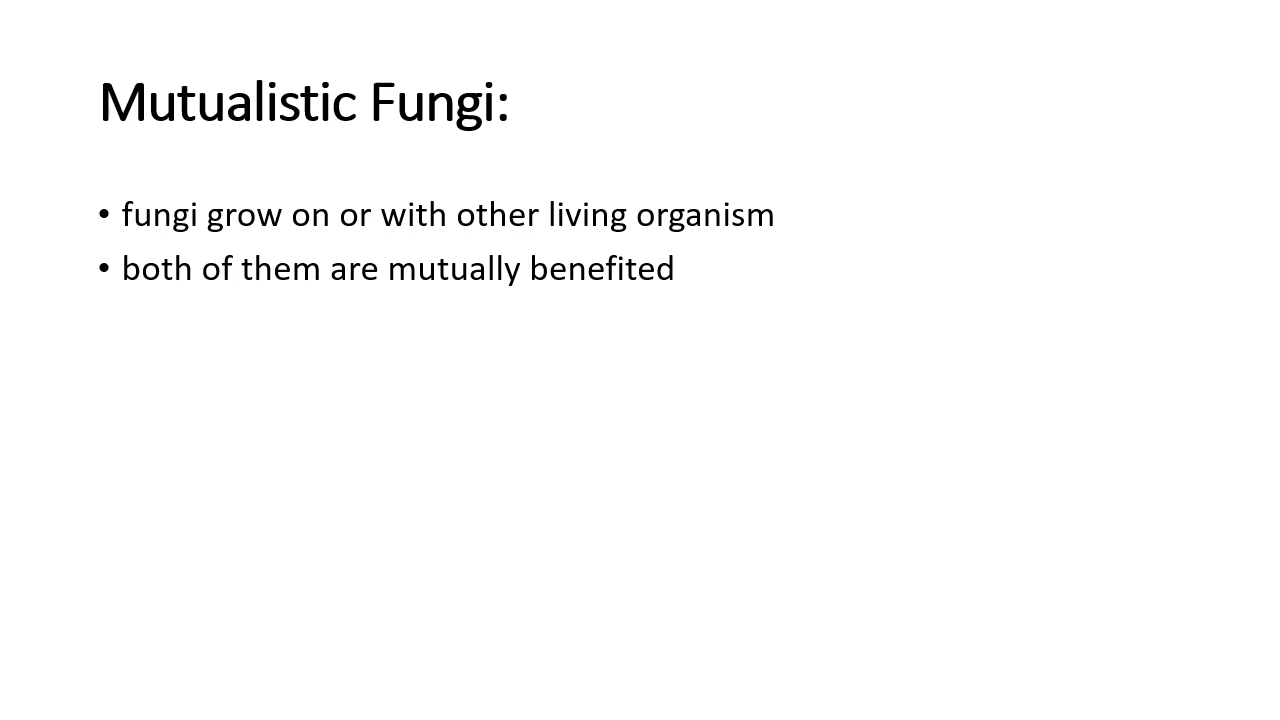 Mutualistic Fungi:
• fungi grow on or with other living organism
• both of them are mutually benefited